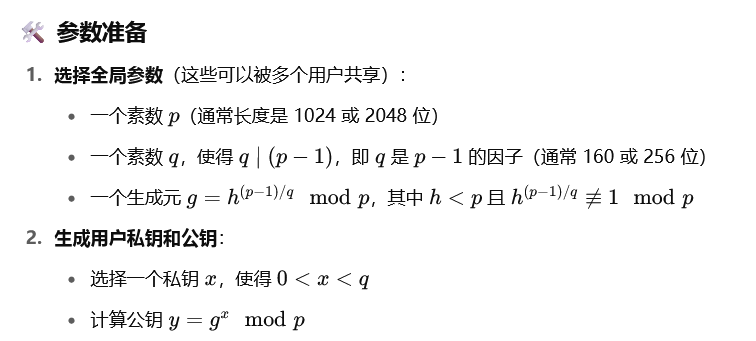 🛠 参数准备
1. 选择全局参数（这些可以被多个用户共享）：
• 一个素数 p（通常长度是 1024 或 2048 位）
• 一个素数 q，使得 q ∣ (p − 1)，即 q 是 p − 1 的因子（通常 160 或 256 位）
• 一个生成元 g = h^{(p−1)/q} mod p，其中 h < p 且 h^{(p−1)/q} ≢ 1 mod p
2. 生成用户私钥和公钥：
• 选择一个私钥 x，使得 0 < x < q
• 计算公钥 y = g^x mod p